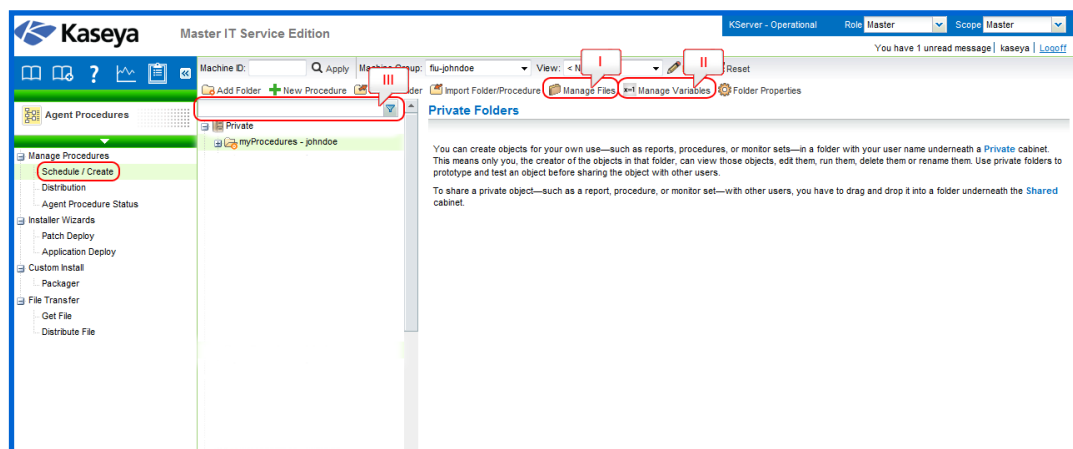 Kaseya
Master IT Service Edition
KServer - Operational Role Master Scope Master
You have 1 unread message | kaseya | Logoff
Machine ID: Apply Machine Group: fiu-johndoe View: Reset
I
II
III
Add Folder New Procedure Import Folder/Procedure Manage Files Manage Variables Folder Properties
Agent Procedures
Manage Procedures
Schedule / Create
Distribution
Agent Procedure Status
Installer Wizards
Patch Deploy
Application Deploy
Custom Install
Packager
File Transfer
Get File
Distribute File
Private
myProcedures - johndoe
Private Folders
You can create objects for your own use—such as reports, procedures, or monitor sets—in a folder with your user name underneath a Private cabinet.
This means only you, the creator of the objects in that folder, can view those objects, edit them, run them, delete them or rename them. Use private folders to
prototype and test an object before sharing the object with other users.
To share a private object—such as a report, procedure, or monitor set—with other users, you have to drag and drop it into a folder underneath the Shared
cabinet.